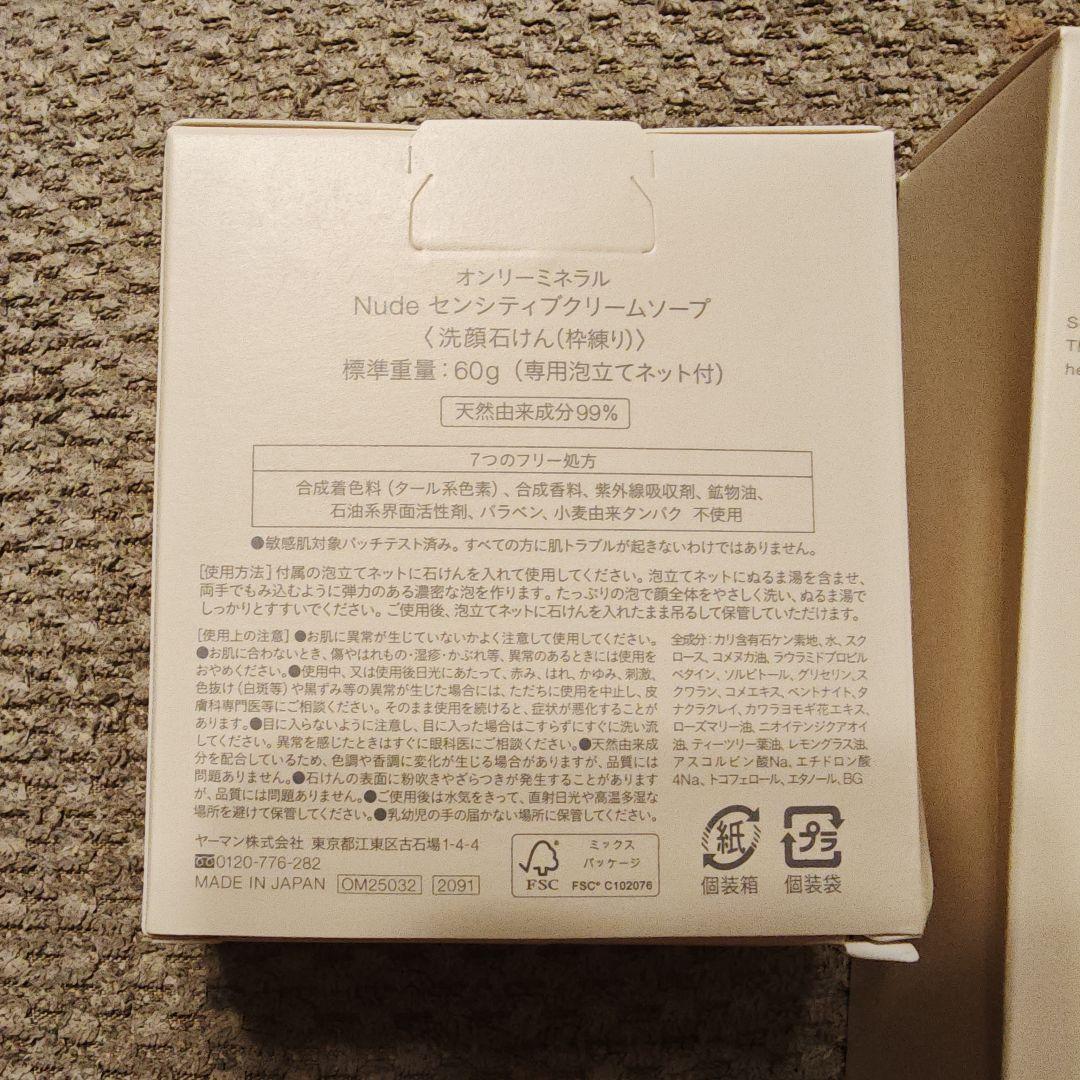 オンリーミネラル
Nude センシティブクリームソープ
〈洗顔石けん(枠練り)〉
標準重量：60g（専用泡立てネット付）
天然由来成分99%
7つのフリー処方
合成着色料（タール系色素）、合成香料、紫外線吸収剤、鉱物油、
石油系界面活性剤、パラベン、小麦由来タンパク 不使用
●敏感肌対象パッチテスト済み。すべての方に肌トラブルが起きないわけではありません。
［使用方法］付属の泡立てネットに石けんを入れて使用してください。泡立てネットにぬるま湯を含ませ、
両手でもみ込むように弾力のある濃密な泡を作ります。たっぷりの泡で顔全体をやさしく洗い、ぬるま湯で
しっかりとすすいでください。ご使用後、泡立てネットに石けんを入れたまま吊るして保管していただけます。
［使用上の注意］●お肌に異常が生じていないかよく注意して使用してください。
●お肌に合わないとき、傷やはれもの・湿疹・かぶれ等、異常のあるときには使用を
おやめください。●使用中、又は使用後日光にあたって、赤み、はれ、かゆみ、刺激、
色抜け（白斑等）や黒ずみ等の異常が生じた場合には、ただちに使用を中止し、皮
膚科専門医等にご相談ください。そのまま使用を続けると、症状が悪化することが
あります。●目に入らないように注意し、目に入った場合はこすらずにすぐに洗い流
してください。異常を感じたときはすぐに眼科医にご相談ください。●天然由来成
分を配合しているため、色調や香調に変化が生じる場合がありますが、品質には
問題ありません。●石けんの表面に粉吹きやざらつきが発生することがあります
が、品質には問題ありません。●ご使用後は水気をきって、直射日光や高温多湿な
場所を避けて保管してください。●乳幼児の手の届かない場所に保管してください。
全成分：カリ含有石ケン素地、水、スク
ロース、コメヌカ油、ラウラミドプロピル
ベタイン、ソルビトール、グリセリン、ス
クワラン、コメエキス、ベントナイト、タ
ナクラクレイ、カワラヨモギ花エキス、
ローズマリー油、ニオイテンジクアオイ
油、ティーツリー葉油、レモングラス油、
アスコルビン酸Na、エチドロン酸
4Na、トコフェロール、エタノール、BG
ヤーマン株式会社 東京都江東区古石場1-4-4
0120-776-282
MADE IN JAPAN OM25032 2091
FSC
ミックス
パッケージ
FSC® C102076
紙
個装箱
プラ
個装袋
S
Th
he